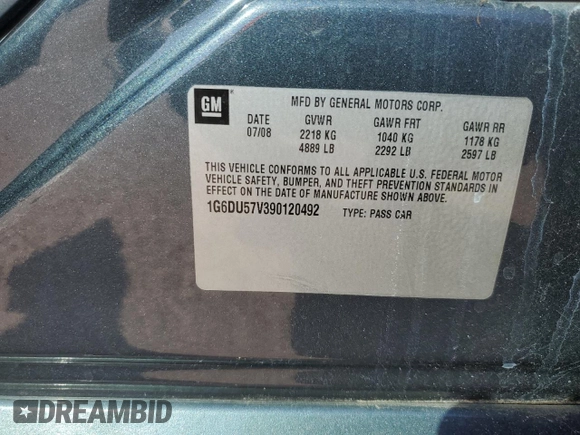 GM
MFD BY GENERAL MOTORS CORP.
DATE GVWR GAWR FRT GAWR RR
07/08 2218 KG 1040 KG 1178 KG
4889 LB 2292 LB 2597 LB
THIS VEHICLE CONFORMS TO ALL APPLICABLE U.S. FEDERAL MOTOR
VEHICLE SAFETY, BUMPER, AND THEFT PREVENTION STANDARDS IN
EFFECT ON THE DATE OF MANUFACTURE SHOWN ABOVE.
1G6DU57V390120492 TYPE: PASS CAR
DREAMBID